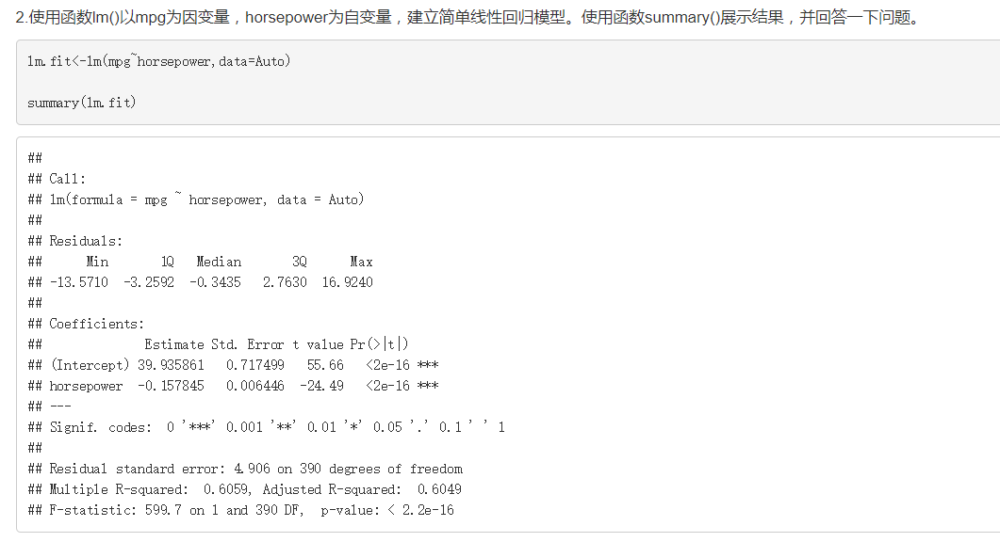 2.使用函数lm()以mpg为因变量，horsepower为自变量，建立简单线性回归模型。使用函数summary()展示结果，并回答一下问题。
lm.fit<-lm(mpg~horsepower,data=Auto)
summary(lm.fit)
##
## Call:
## lm(formula = mpg ~ horsepower, data = Auto)
##
## Residuals:
##      Min       1Q   Median       3Q      Max
## -13.5710  -3.2592  -0.3435   2.7630  16.9240
##
## Coefficients:
##              Estimate Std. Error t value Pr(>|t|)
## (Intercept) 39.935861   0.717499   55.66   <2e-16 ***
## horsepower  -0.157845   0.006446  -24.49   <2e-16 ***
## ---
## Signif. codes:  0 '***' 0.001 '**' 0.01 '*' 0.05 '.' 0.1 ' ' 1
##
## Residual standard error: 4.906 on 390 degrees of freedom
## Multiple R-squared:  0.6059, Adjusted R-squared:  0.6049
## F-statistic: 599.7 on 1 and 390 DF,  p-value: < 2.2e-16